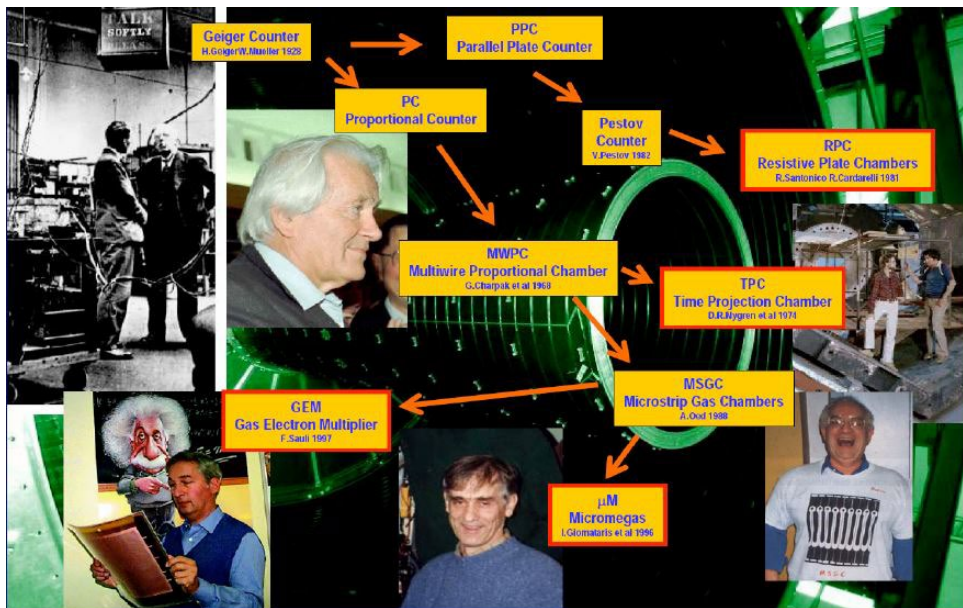 TALK
SOFTLY
PLEASE
Geiger Counter
H.GeigerW.Mueller 1928
PPC
Parallel Plate Counter
PC
Proportional Counter
Pestov
Counter
V.Pestov 1982
RPC
Resistive Plate Chambers
R.Santonico R.Cardarelli 1981
MWPC
Multiwire Proportional Chamber
G.Charpak et al 1968
TPC
Time Projection Chamber
D.R.Nygren et al 1974
MSGC
Microstrip Gas Chambers
A.Oed 1988
GEM
Gas Electron Multiplier
F.Sauli 1997
µM
Micromegas
I.Giomataris et al 1996
MSGC